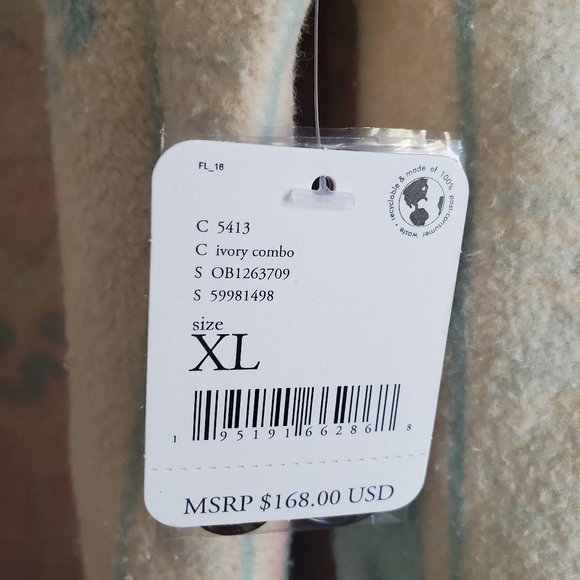 FL_18
recyclable & made of 100% post-consumer waste •
C 5413
C ivory combo
S OB1263709
S 59981498
size
XL
1 95191 66286 8
MSRP $168.00 USD